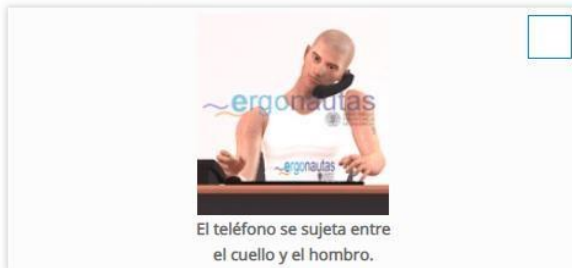 ergonautas
ergonautas
El teléfono se sujeta entre
el cuello y el hombro.